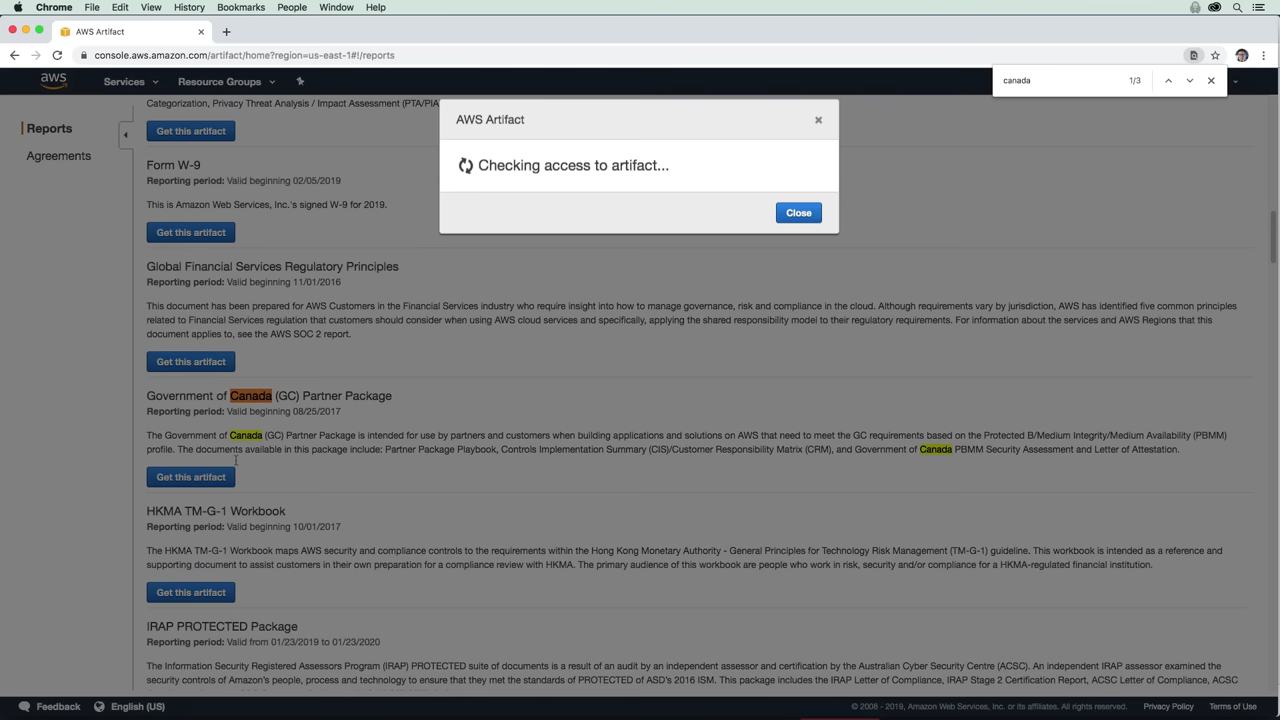 Chrome File Edit View History Bookmarks People Window Help
AWS Artifact
console.aws.amazon.com/artifact/home?region=us-east-1#!/reports
aws Services Resource Groups
canada 1/3
Reports
Agreements
Categorization, Privacy Threat Analysis / Impact Assessment (PTA/PIA
Get this artifact
AWS Artifact
Checking access to artifact...
Close
Form W-9
Reporting period: Valid beginning 02/05/2019
This is Amazon Web Services, Inc.'s signed W-9 for 2019.
Get this artifact
Global Financial Services Regulatory Principles
Reporting period: Valid beginning 11/01/2016
This document has been prepared for AWS Customers in the Financial Services industry who require insight into how to manage governance, risk and compliance in the cloud. Although requirements vary by jurisdiction, AWS has identified five common principles
related to Financial Services regulation that customers should consider when using AWS cloud services and specifically, applying the shared responsibility model to their regulatory requirements. For information about the services and AWS Regions that this
document applies to, see the AWS SOC 2 report.
Get this artifact
Government of Canada (GC) Partner Package
Reporting period: Valid beginning 08/25/2017
The Government of Canada (GC) Partner Package is intended for use by partners and customers when building applications and solutions on AWS that need to meet the GC requirements based on the Protected B/Medium Integrity/Medium Availability (PBMM)
profile. The documents available in this package include: Partner Package Playbook, Controls Implementation Summary (CIS)/Customer Responsibility Matrix (CRM), and Government of Canada PBMM Security Assessment and Letter of Attestation.
Get this artifact
HKMA TM-G-1 Workbook
Reporting period: Valid beginning 10/01/2017
The HKMA TM-G-1 Workbook maps AWS security and compliance controls to the requirements within the Hong Kong Monetary Authority - General Principles for Technology Risk Management (TM-G-1) guideline. This workbook is intended as a reference and
supporting document to assist customers in their own preparation for a compliance review with HKMA. The primary audience of this workbook are people who work in risk, security and/or compliance for a HKMA-regulated financial institution.
Get this artifact
IRAP PROTECTED Package
Reporting period: Valid from 01/23/2019 to 01/23/2020
The Information Security Registered Assessors Program (IRAP) PROTECTED suite of documents is a result of an audit by an independent assessor and certification by the Australian Cyber Security Centre (ACSC). An independent IRAP assessor examined the
security controls of Amazon's people, process and technology to ensure that they met the standards of PROTECTED of ASD's 2016 ISM. This package includes the IRAP Letter of Compliance, IRAP Stage 2 Certification Report, ACSC Letter of Compliance, ACSC
Feedback English (US) © 2008 - 2019, Amazon Web Services, Inc. or its affiliates. All rights reserved. Privacy Policy Terms of Use